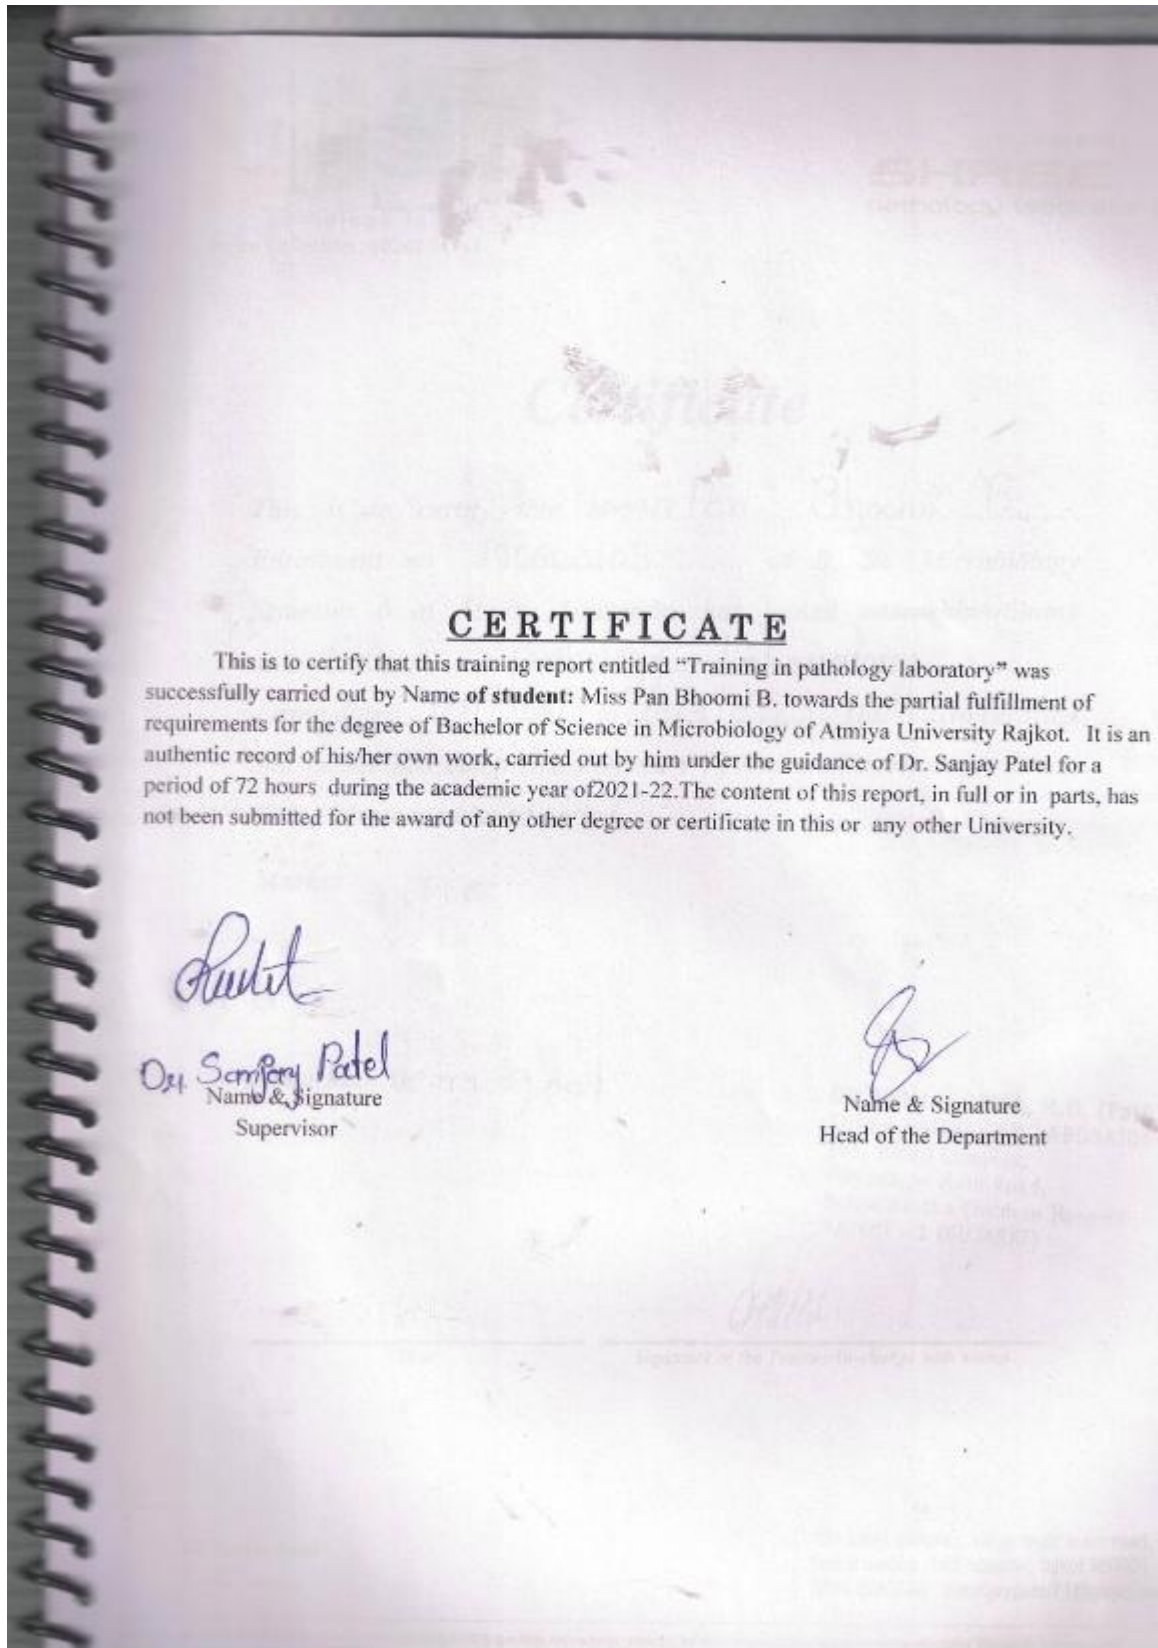 Certificate
CERTIFICATE
This is to certify that this training report entitled “Training in pathology laboratory” was
successfully carried out by Name of student: Miss Pan Bhoomi B. towards the partial fulfillment of
requirements for the degree of Bachelor of Science in Microbiology of Atmiya University Rajkot. It is an
authentic record of his/her own work, carried out by him under the guidance of Dr. Sanjay Patel for a
period of 72 hours during the academic year of2021-22.The content of this report, in full or in parts, has
not been submitted for the award of any other degree or certificate in this or any other University.
Dr. Sanjay Patel
Name & Signature
Supervisor
Name & Signature
Head of the Department